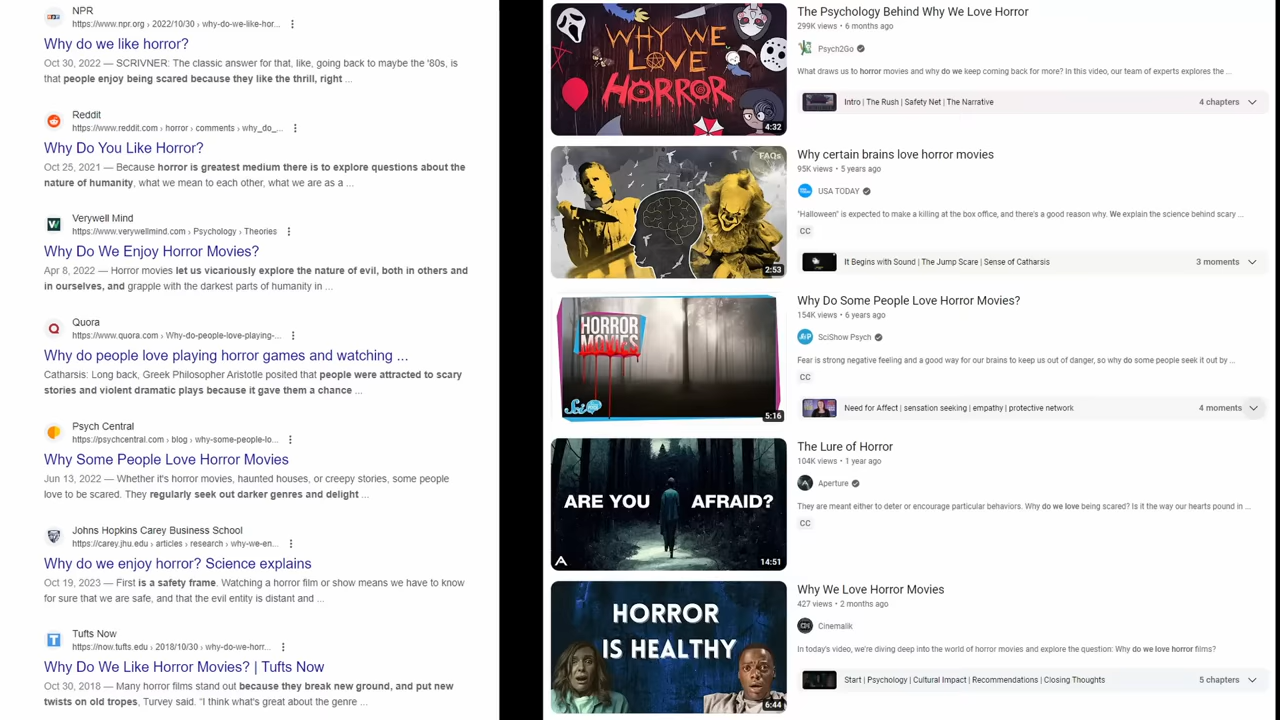 NPR
https://www.npr.org › 2022/10/30 › why-do-we-like-hor...
Why do we like horror?
Oct 30, 2022 — SCRIVNER: The classic answer for that, like, going back to maybe the '80s, is
that people enjoy being scared because they like the thrill, right ...
Reddit
https://www.reddit.com › horror › comments › why_do_...
Why Do You Like Horror?
Oct 25, 2021 — Because horror is greatest medium there is to explore questions about the
nature of humanity, what we mean to each other, what we are as a ...
Verywell Mind
https://www.verywellmind.com › Psychology › Theories
Why Do We Enjoy Horror Movies?
Apr 8, 2022 — Horror movies let us vicariously explore the nature of evil, both in others and
in ourselves, and grapple with the darkest parts of humanity in ...
Quora
https://www.quora.com › Why-do-people-love-playing-...
Why do people love playing horror games and watching ...
Catharsis: Long back, Greek Philosopher Aristotle posited that people were attracted to scary
stories and violent dramatic plays because it gave them a chance ...
Psych Central
https://psychcentral.com › blog › why-some-people-lo...
Why Some People Love Horror Movies
Jun 13, 2022 — Whether it's horror movies, haunted houses, or creepy stories, some people
love to be scared. They regularly seek out darker genres and delight ...
Johns Hopkins Carey Business School
https://carey.jhu.edu › articles › research › why-we-en...
Why do we enjoy horror? Science explains
Oct 19, 2023 — First is a safety frame. Watching a horror film or show means we have to know
for sure that we are safe, and that the evil entity is distant and ...
Tufts Now
https://now.tufts.edu › 2018/10/30 › why-do-we-horr...
Why Do We Like Horror Movies? | Tufts Now
Oct 30, 2018 — Many horror films stand out because they break new ground, and put new
twists on old tropes, Turvey said. "I think what's great about the genre ...
WHY WE
LOVE
HORROR
4:32
The Psychology Behind Why We Love Horror
299K views • 6 months ago
Psych2Go
What draws us to horror movies and why do we keep coming back for more? In this video, our team of experts explores the ...
Intro | The Rush | Safety Net | The Narrative
4 chapters
FAQs
2:53
Why certain brains love horror movies
95K views • 5 years ago
USA TODAY
"Halloween" is expected to make a killing at the box office, and there's a good reason why. We explain the science behind scary ...
CC
It Begins with Sound | The Jump Scare | Sense of Catharsis
3 moments
HORROR
MOVIES
Sci
5:16
Why Do Some People Love Horror Movies?
154K views • 6 years ago
SciShow Psych
Fear is strong negative feeling and a good way for our brains to keep us out of danger, so why do some people seek it out by ...
CC
Need for Affect | sensation seeking | empathy | protective network
4 moments
ARE YOU AFRAID?
14:51
The Lure of Horror
104K views • 1 year ago
Aperture
They are meant either to deter or encourage particular behaviors. Why do we love being scared? Is it the way our hearts pound in ...
CC
HORROR
IS HEALTHY
6:44
Why We Love Horror Movies
427 views • 2 months ago
Cinemalik
In today's video, we're diving deep into the world of horror movies and explore the question: Why do we love horror films?
Start | Psychology | Cultural Impact | Recommendations | Closing Thoughts
5 chapters